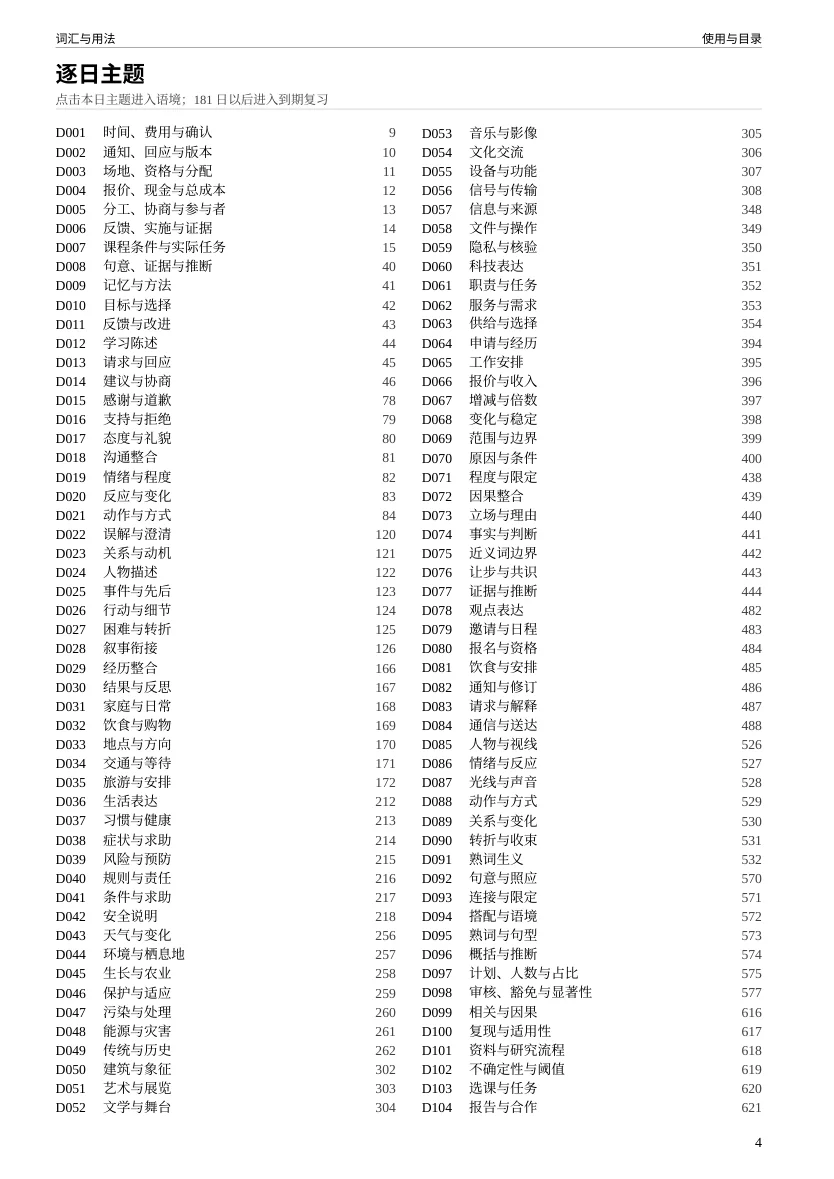 词汇与用法 使用与目录
逐日主题
点击本日主题进入语境；181 日以后进入到期复习
D001 时间、费用与确认 9
D002 通知、回应与版本 10
D003 场地、资格与分配 11
D004 报价、现金与总成本 12
D005 分工、协商与参与者 13
D006 反馈、实施与证据 14
D007 课程条件与实际任务 15
D008 句意、证据与推断 40
D009 记忆与方法 41
D010 目标与选择 42
D011 反馈与改进 43
D012 学习陈述 44
D013 请求与回应 45
D014 建议与协商 46
D015 感谢与道歉 78
D016 支持与拒绝 79
D017 态度与礼貌 80
D018 沟通整合 81
D019 情绪与程度 82
D020 反应与变化 83
D021 动作与方式 84
D022 误解与澄清 120
D023 关系与动机 121
D024 人物描述 122
D025 事件与先后 123
D026 行动与细节 124
D027 困难与转折 125
D028 叙事衔接 126
D029 经历整合 166
D030 结果与反思 167
D031 家庭与日常 168
D032 饮食与购物 169
D033 地点与方向 170
D034 交通与等待 171
D035 旅游与安排 172
D036 生活表达 212
D037 习惯与健康 213
D038 症状与求助 214
D039 风险与预防 215
D040 规则与责任 216
D041 条件与求助 217
D042 安全说明 218
D043 天气与变化 256
D044 环境与栖息地 257
D045 生长与农业 258
D046 保护与适应 259
D047 污染与处理 260
D048 能源与灾害 261
D049 传统与历史 262
D050 建筑与象征 302
D051 艺术与展览 303
D052 文学与舞台 304
D053 音乐与影像 305
D054 文化交流 306
D055 设备与功能 307
D056 信号与传输 308
D057 信息与来源 348
D058 文件与操作 349
D059 隐私与核验 350
D060 科技表达 351
D061 职责与任务 352
D062 服务与需求 353
D063 供给与选择 354
D064 申请与经历 394
D065 工作安排 395
D066 报价与收入 396
D067 增减与倍数 397
D068 变化与稳定 398
D069 范围与边界 399
D070 原因与条件 400
D071 程度与限定 438
D072 因果整合 439
D073 立场与理由 440
D074 事实与判断 441
D075 近义词边界 442
D076 让步与共识 443
D077 证据与推断 444
D078 观点表达 482
D079 邀请与日程 483
D080 报名与资格 484
D081 饮食与安排 485
D082 通知与修订 486
D083 请求与解释 487
D084 通信与送达 488
D085 人物与视线 526
D086 情绪与反应 527
D087 光线与声音 528
D088 动作与方式 529
D089 关系与变化 530
D090 转折与收束 531
D091 熟词生义 532
D092 句意与照应 570
D093 连接与限定 571
D094 搭配与语境 572
D095 熟词与句型 573
D096 概括与推断 574
D097 计划、人数与占比 575
D098 审核、豁免与显著性 577
D099 相关与因果 616
D100 复现与适用性 617
D101 资料与研究流程 618
D102 不确定性与阈值 619
D103 选课与任务 620
D104 报告与合作 621
4